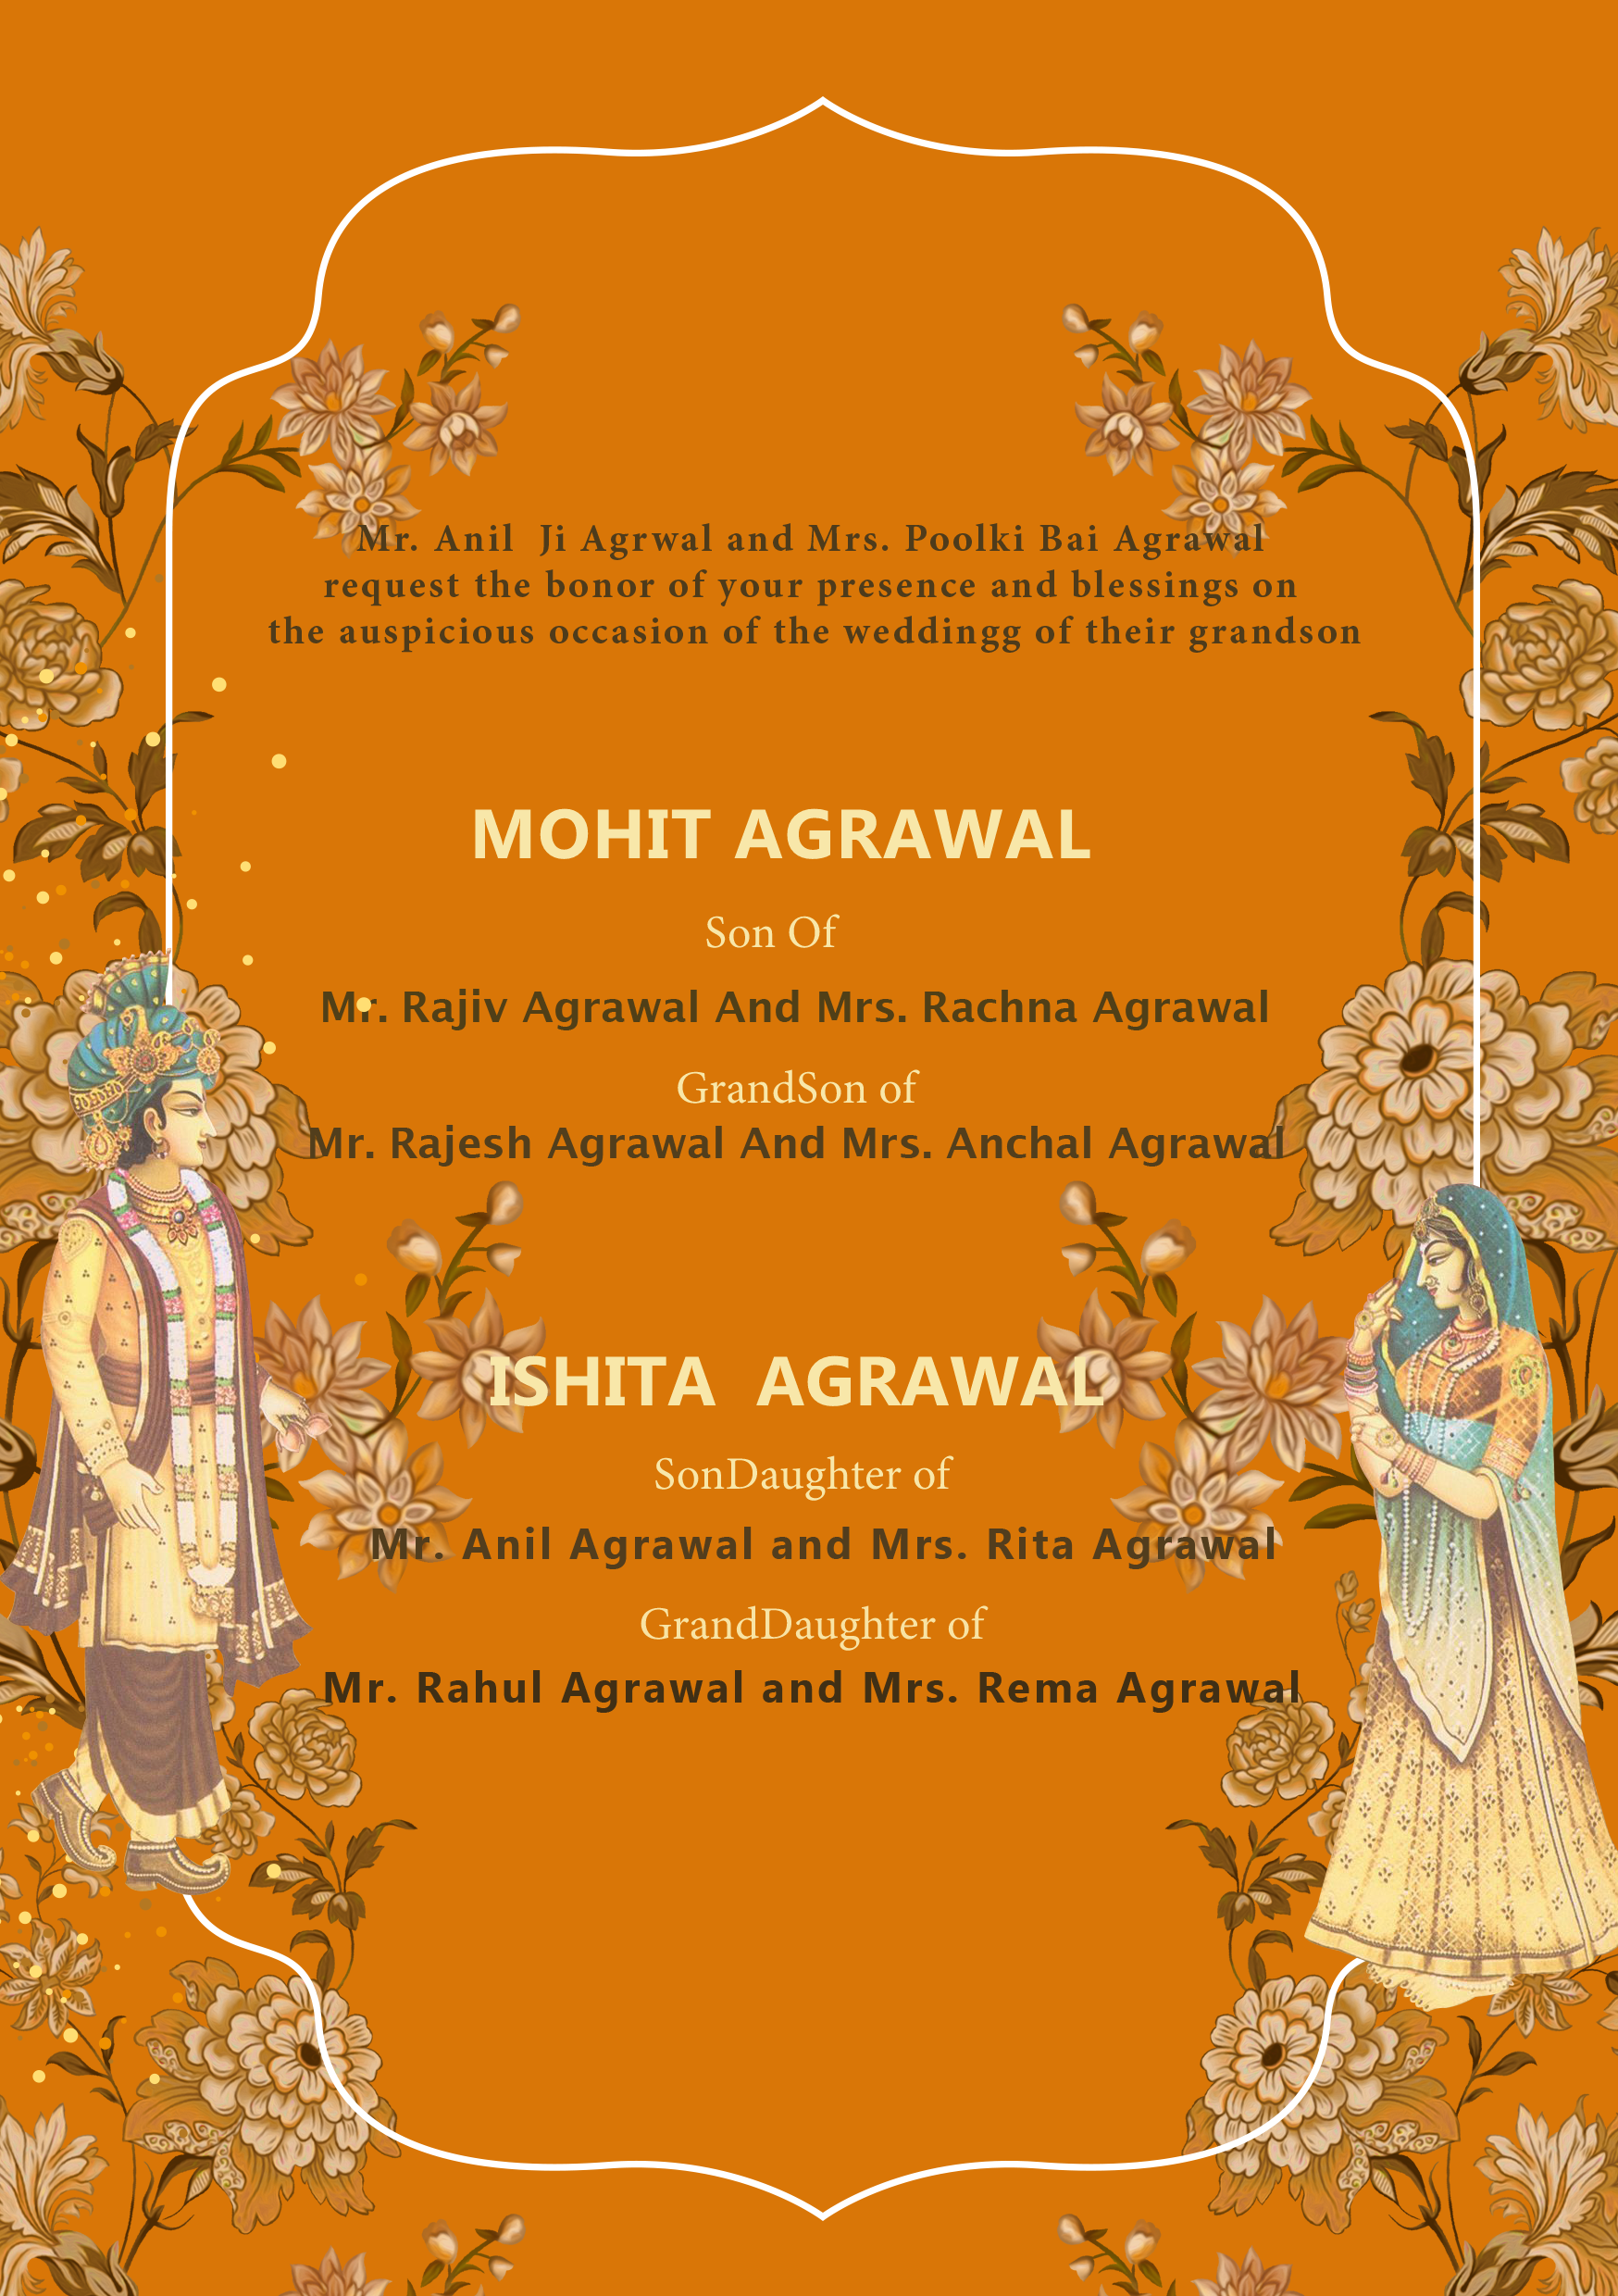 Mr. Anil  Ji Agrwal and Mrs. Poolki Bai Agrawal
request the bonor of your presence and blessings on
the auspicious occasion of the weddingg of their grandson
MOHIT AGRAWAL
Son Of
Mr. Rajiv Agrawal And Mrs. Rachna Agrawal
GrandSon of
Mr. Rajesh Agrawal And Mrs. Anchal Agrawal
ISHITA  AGRAWAL
SonDaughter of
Mr. Anil Agrawal and Mrs. Rita Agrawal
GrandDaughter of
Mr. Rahul Agrawal and Mrs. Rema Agrawal